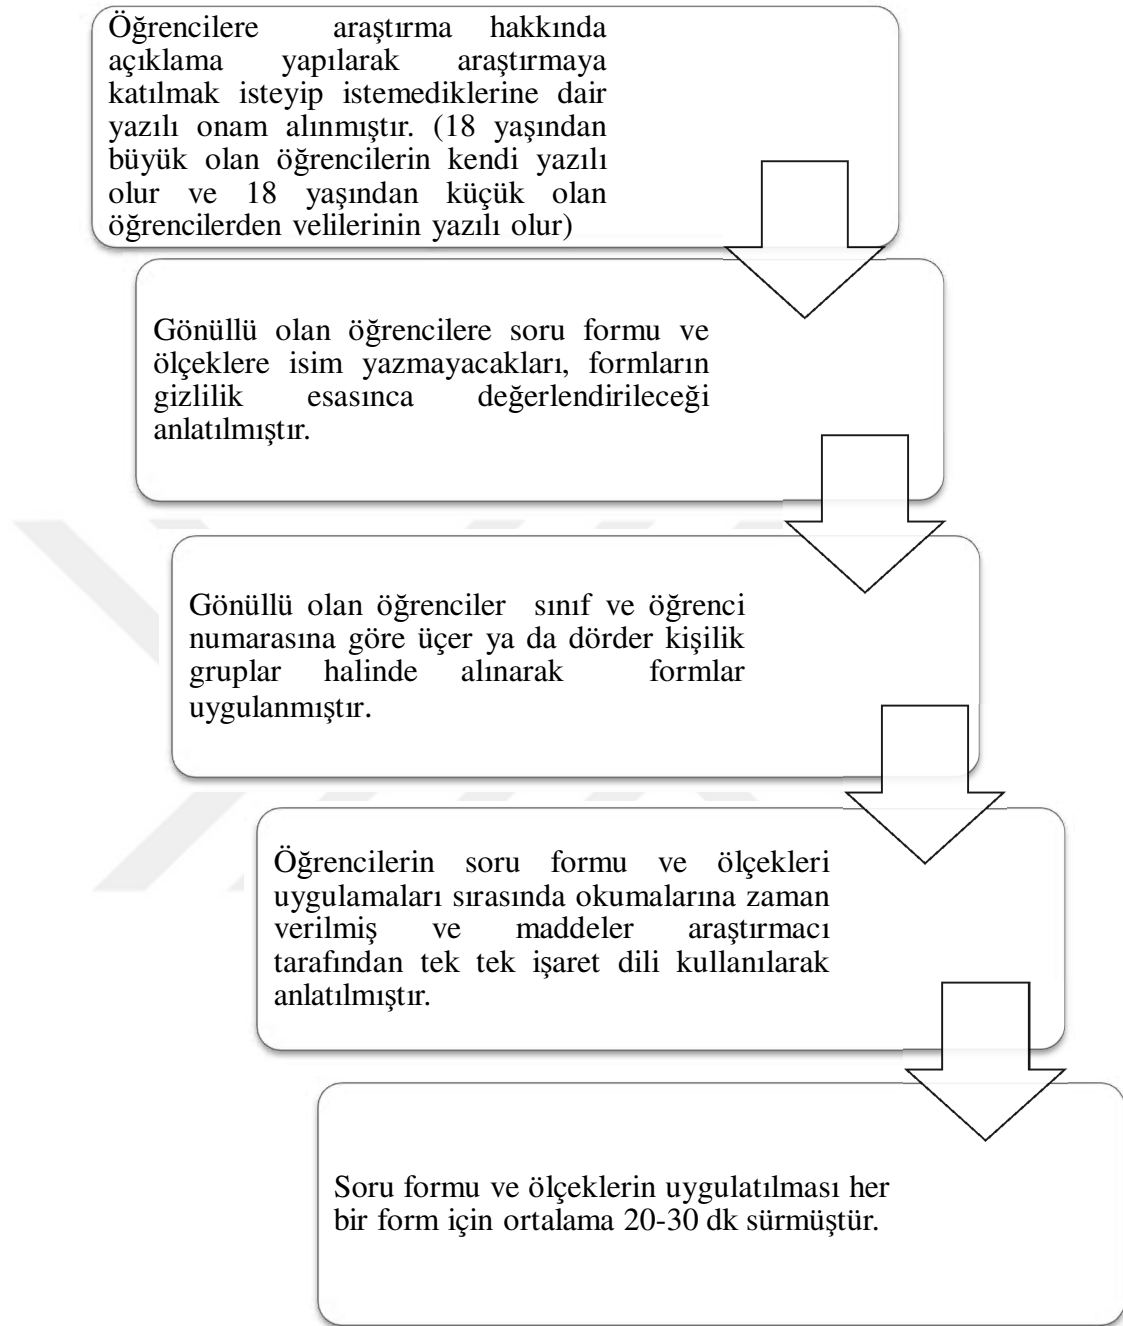 Öğrencilere araştırma hakkında
açıklama yapılarak araştırmaya
katılmak isteyip istemediklerine dair
yazılı onam alınmıştır. (18 yaşından
büyük olan öğrencilerin kendi yazılı
olur ve 18 yaşından küçük olan
öğrencilerden velilerinin yazılı olur)
Gönüllü olan öğrencilere soru formu ve
ölçeklere isim yazmayacakları, formların
gizlilik esasınca değerlendirileceği
anlatılmıştır.
Gönüllü olan öğrenciler sınıf ve öğrenci
numarasına göre üçer ya da dörder kişilik
gruplar halinde alınarak formlar
uygulanmıştır.
Öğrencilerin soru formu ve ölçekleri
uygulamaları sırasında okumalarına zaman
verilmiş ve maddeler araştırmacı
tarafından tek tek işaret dili kullanılarak
anlatılmıştır.
Soru formu ve ölçeklerin uygulatılması her
bir form için ortalama 20-30 dk sürmüştür.